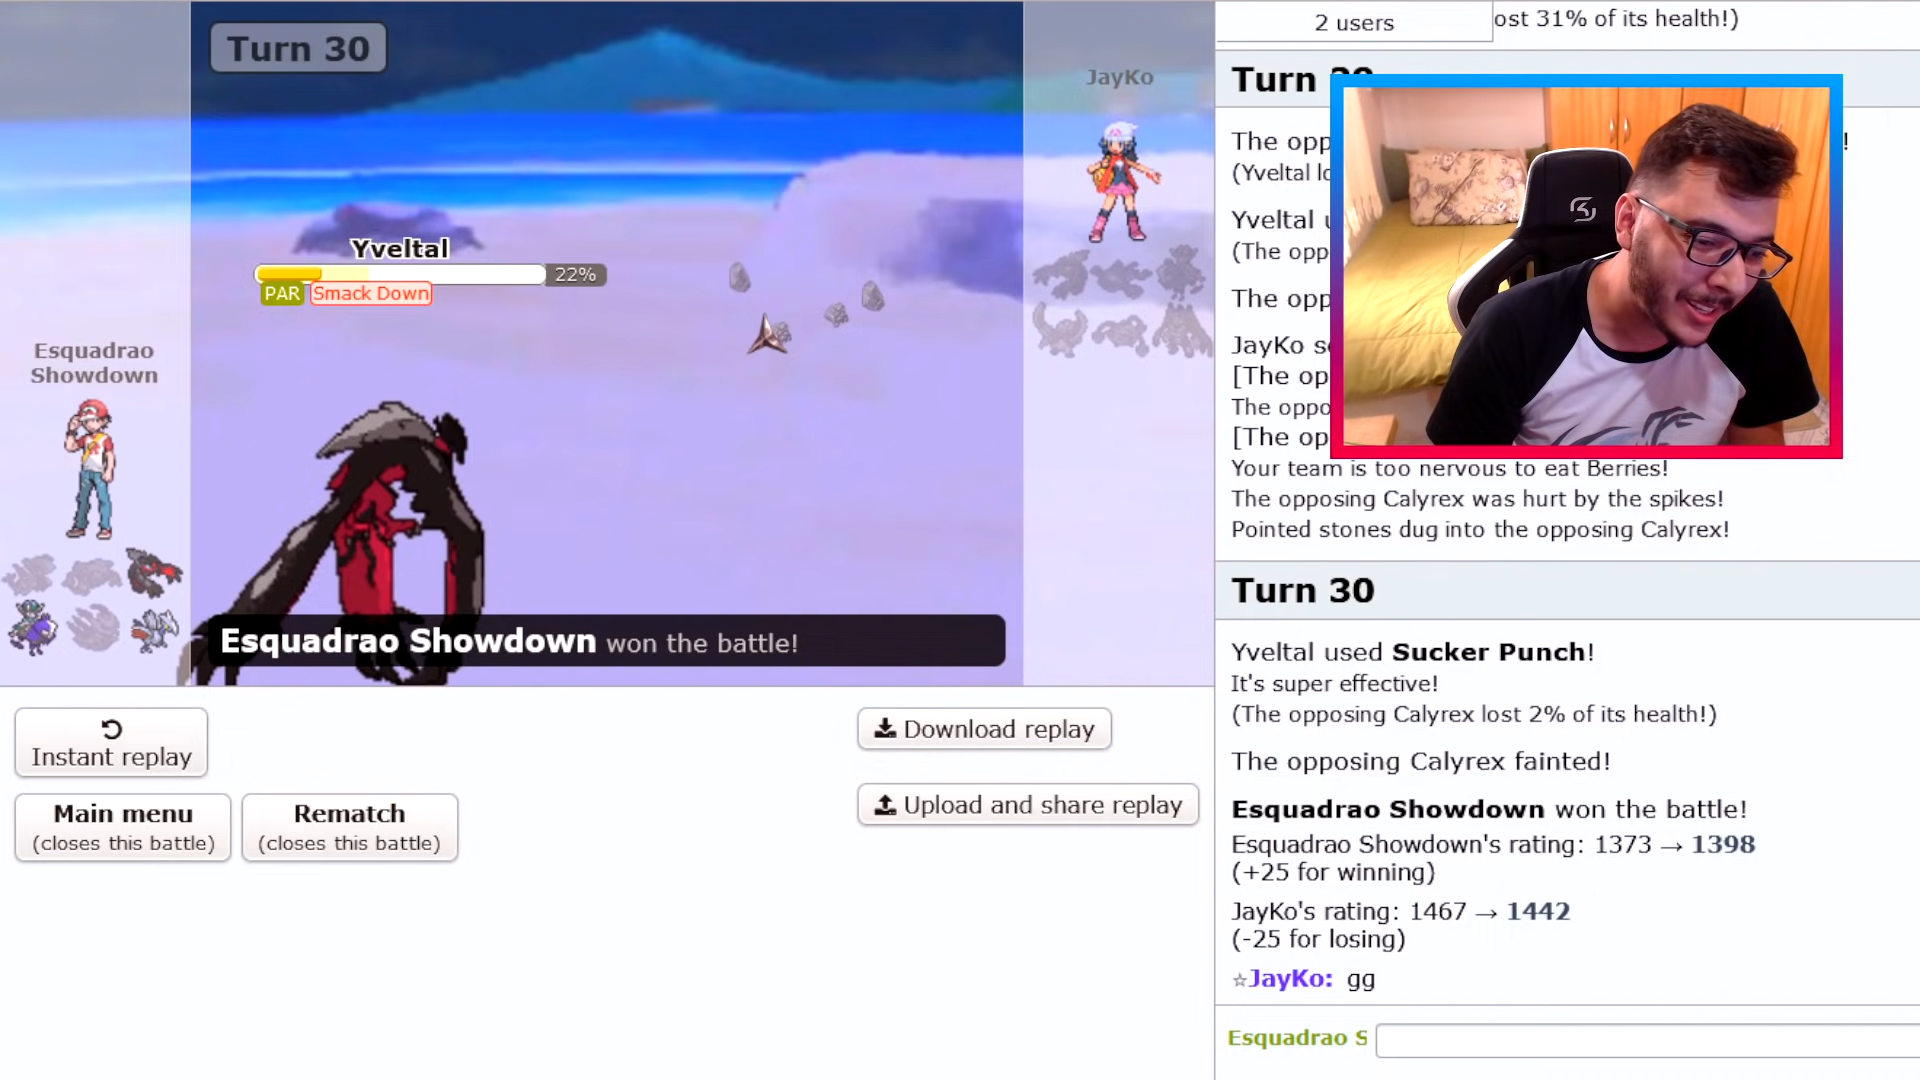 Turn 30
Yveltal
22%
PAR
Smack Down
Esquadrao
Showdown
JayKo
Esquadrao Showdown won the battle!
Instant replay
Main menu
(closes this battle)
Rematch
(closes this battle)
Download replay
Upload and share replay
2 users
ost 31% of its health!)
Turn
The opp
!
(Yveltal lo
Yveltal u
(The opp
The opp
JayKo se
[The op
The oppo
[The op
Your team is too nervous to eat Berries!
The opposing Calyrex was hurt by the spikes!
Pointed stones dug into the opposing Calyrex!
Turn 30
Yveltal used Sucker Punch!
It's super effective!
(The opposing Calyrex lost 2% of its health!)
The opposing Calyrex fainted!
Esquadrao Showdown won the battle!
Esquadrao Showdown's rating: 1373 → 1398
(+25 for winning)
JayKo's rating: 1467 → 1442
(-25 for losing)
☆JayKo: gg
Esquadrao S